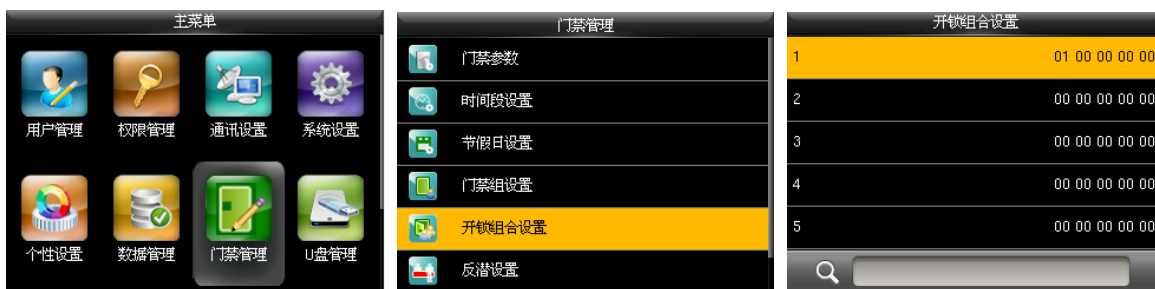 主菜单
用户管理 权限管理 通讯设置 系统设置
个性设置 数据管理 门禁管理 U盘管理
门禁管理
门禁参数
时间段设置
节假日设置
门禁组设置
开锁组合设置
反潜设置
开锁组合设置
1 01 00 00 00 00
2 00 00 00 00 00
3 00 00 00 00 00
4 00 00 00 00 00
5 00 00 00 00 00